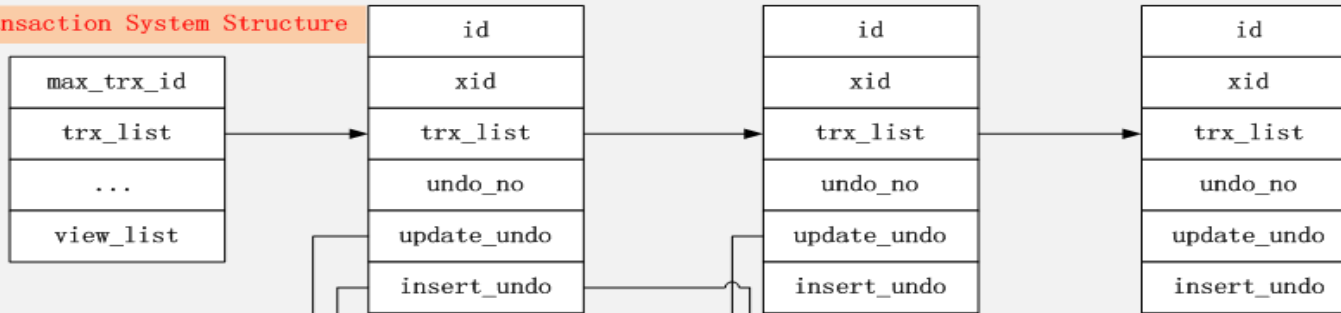 nsaction System Structure
max_trx_id
trx_list
...
view_list
id
xid
trx_list
undo_no
update_undo
insert_undo
id
xid
trx_list
undo_no
update_undo
insert_undo
id
xid
trx_list
undo_no
update_undo
insert_undo